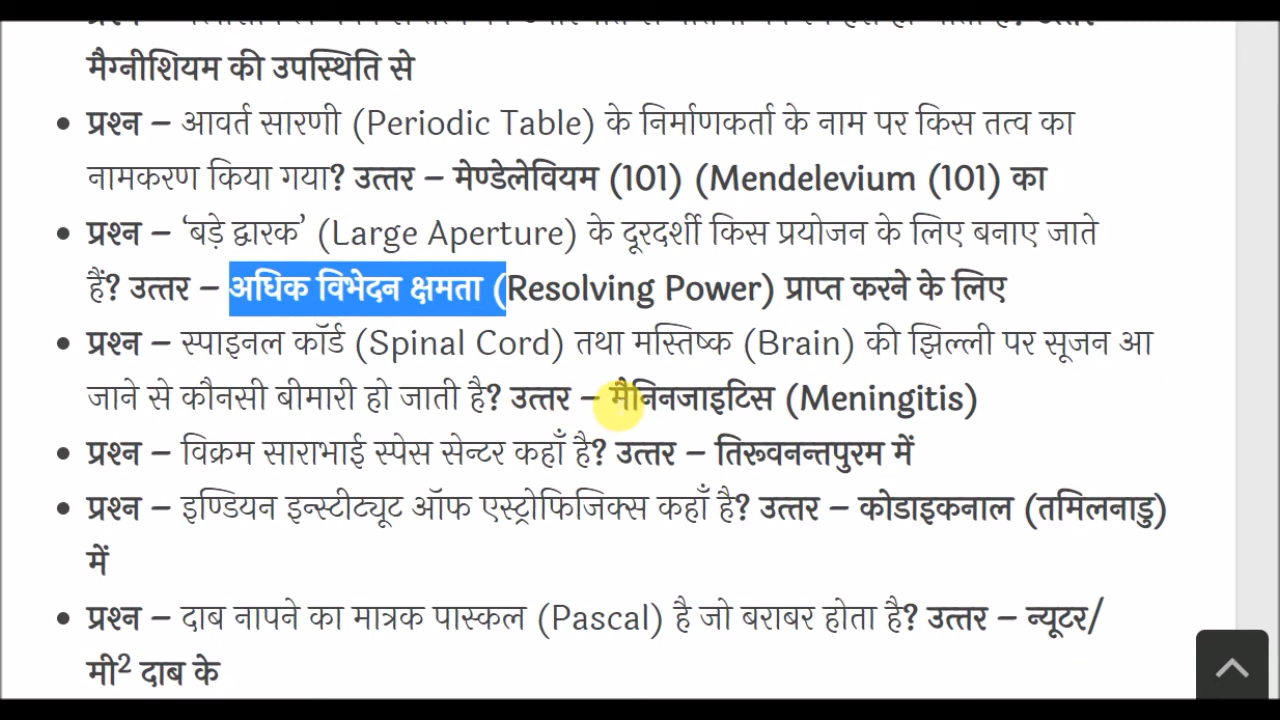 मैग्नीशियम की उपस्थिति से
प्रश्न – आवर्त सारणी (Periodic Table) के निर्माणकर्ता के नाम पर किस तत्व का
नामकरण किया गया? उत्तर – मेण्डेलेवियम (101) (Mendelevium (101) का
प्रश्न – ‘बड़े द्वारक’ (Large Aperture) के दूरदर्शी किस प्रयोजन के लिए बनाए जाते
हैं? उत्तर – अधिक विभेदन क्षमता (Resolving Power) प्राप्त करने के लिए
प्रश्न – स्पाइनल कॉर्ड (Spinal Cord) तथा मस्तिष्क (Brain) की झिल्ली पर सूजन आ
जाने से कौनसी बीमारी हो जाती है? उत्तर – मैनिनजाइटिस (Meningitis)
प्रश्न – विक्रम साराभाई स्पेस सेन्टर कहाँ है? उत्तर – तिरूवनन्तपुरम में
प्रश्न – इण्डियन इन्स्टीट्यूट ऑफ एस्ट्रोफिजिक्स कहाँ है? उत्तर – कोडाइकनाल (तमिलनाडु)
में
प्रश्न – दाब नापने का मात्रक पास्कल (Pascal) है जो बराबर होता है? उत्तर – न्यूटर/
मी² दाब के